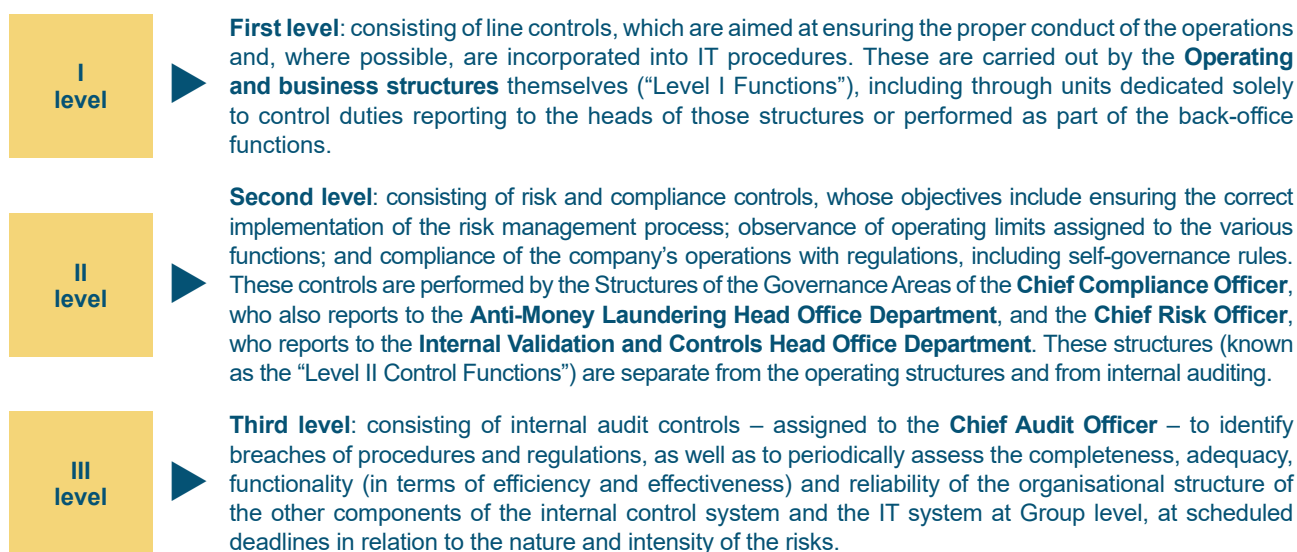 I
level
First level: consisting of line controls, which are aimed at ensuring the proper conduct of the operations
and, where possible, are incorporated into IT procedures. These are carried out by the Operating
and business structures themselves (“Level I Functions”), including through units dedicated solely
to control duties reporting to the heads of those structures or performed as part of the back-office
functions.
II
level
Second level: consisting of risk and compliance controls, whose objectives include ensuring the correct
implementation of the risk management process; observance of operating limits assigned to the various
functions; and compliance of the company’s operations with regulations, including self-governance rules.
These controls are performed by the Structures of the Governance Areas of the Chief Compliance Officer,
who also reports to the Anti-Money Laundering Head Office Department, and the Chief Risk Officer,
who reports to the Internal Validation and Controls Head Office Department. These structures (known
as the “Level II Control Functions”) are separate from the operating structures and from internal auditing.
III
level
Third level: consisting of internal audit controls – assigned to the Chief Audit Officer – to identify
breaches of procedures and regulations, as well as to periodically assess the completeness, adequacy,
functionality (in terms of efficiency and effectiveness) and reliability of the organisational structure of
the other components of the internal control system and the IT system at Group level, at scheduled
deadlines in relation to the nature and intensity of the risks.